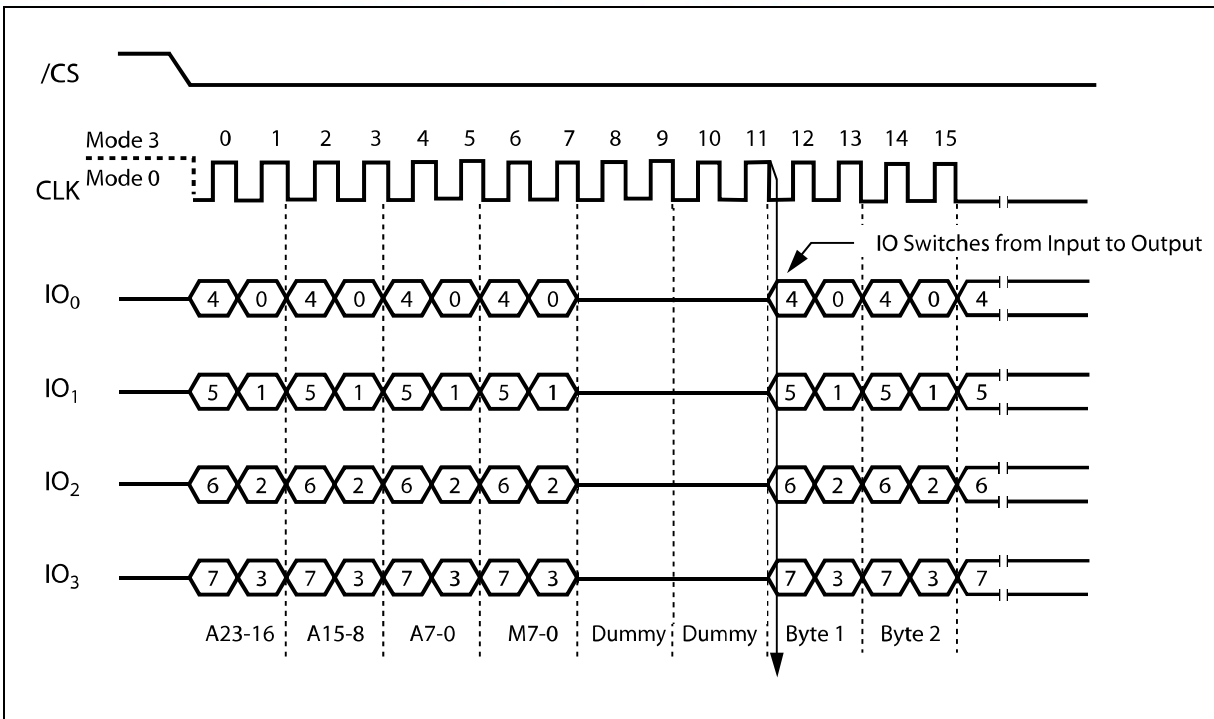 /CS
Mode 3
0 1 2 3 4 5 6 7 8 9 10 11 12 13 14 15
Mode 0
CLK
IO Switches from Input to Output
IO0 4 0 4 0 4 0 4 0 4 0 4 0 4
IO1 5 1 5 1 5 1 5 1 5 1 5 1 5
IO2 6 2 6 2 6 2 6 2 6 2 6 2 6
IO3 7 3 7 3 7 3 7 3 7 3 7 3 7
A23-16 A15-8 A7-0 M7-0 Dummy Dummy Byte 1 Byte 2